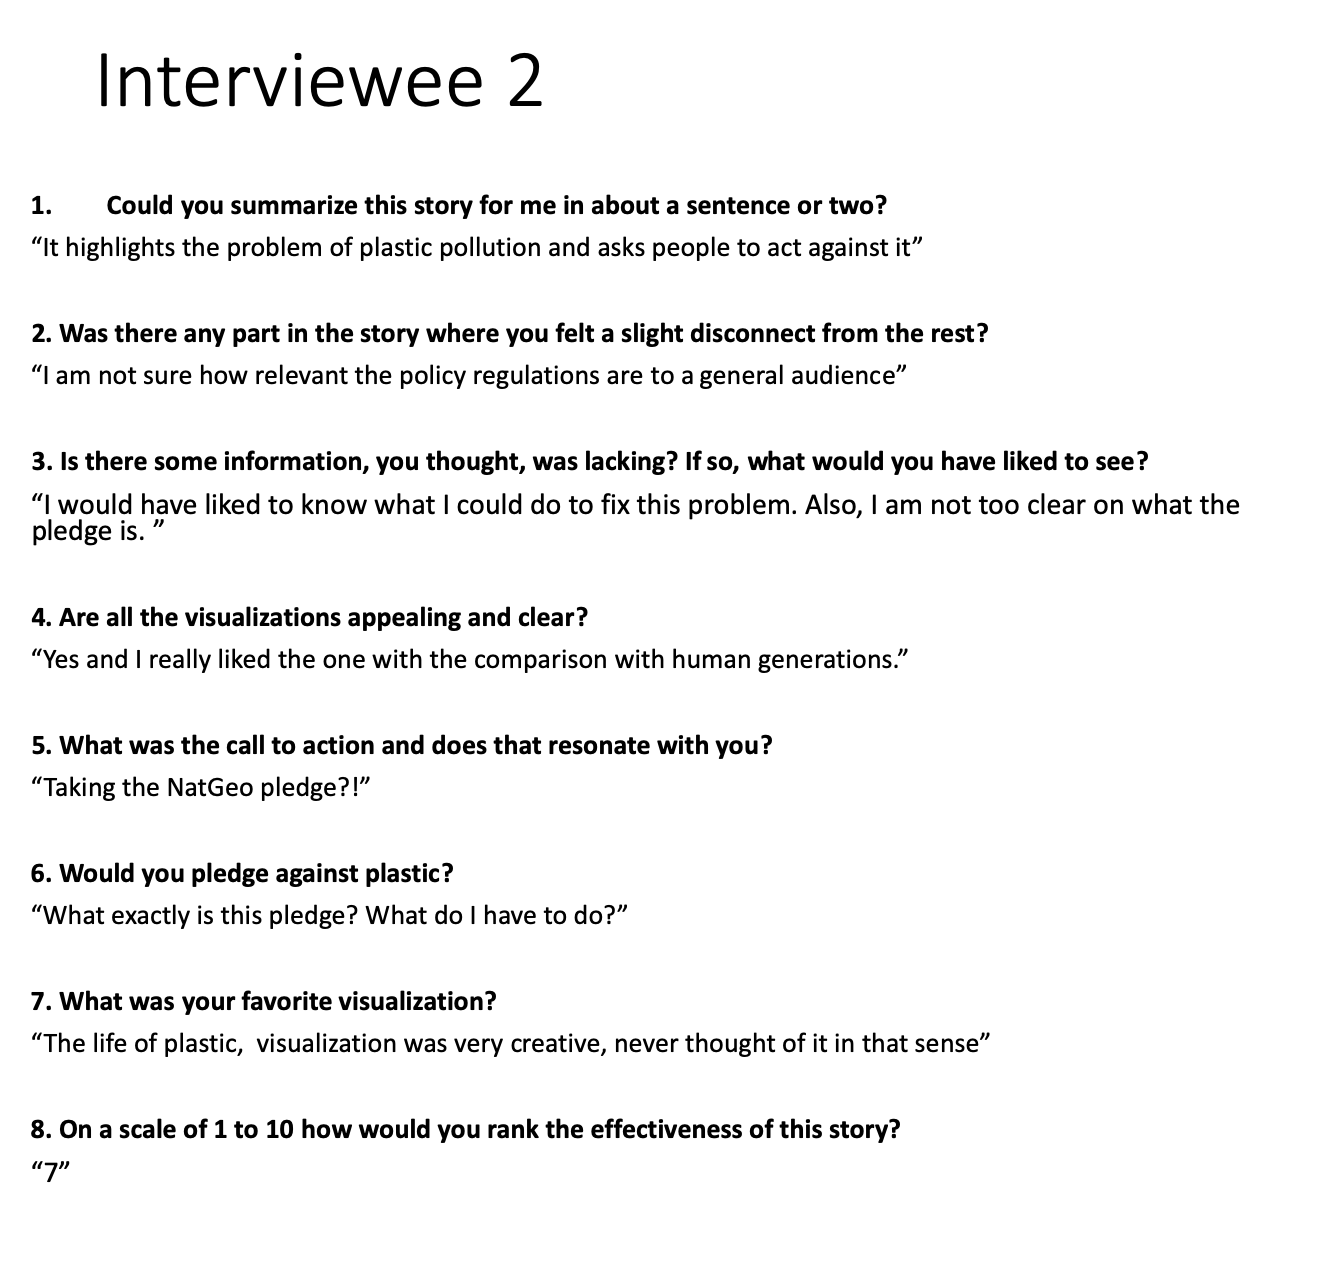 Interviewee 2
1. Could you summarize this story for me in about a sentence or two?
“It highlights the problem of plastic pollution and asks people to act against it”
2. Was there any part in the story where you felt a slight disconnect from the rest?
“I am not sure how relevant the policy regulations are to a general audience”
3. Is there some information, you thought, was lacking? If so, what would you have liked to see?
“I would have liked to know what I could do to fix this problem. Also, I am not too clear on what the
pledge is. ”
4. Are all the visualizations appealing and clear?
“Yes and I really liked the one with the comparison with human generations.”
5. What was the call to action and does that resonate with you?
“Taking the NatGeo pledge?!”
6. Would you pledge against plastic?
“What exactly is this pledge? What do I have to do?”
7. What was your favorite visualization?
“The life of plastic,  visualization was very creative, never thought of it in that sense”
8. On a scale of 1 to 10 how would you rank the effectiveness of this story?
“7”